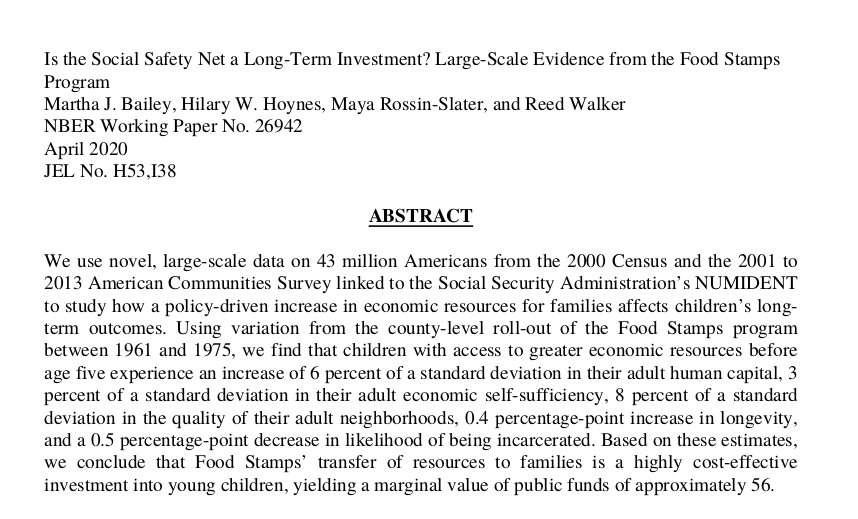 Is the Social Safety Net a Long-Term Investment? Large-Scale Evidence from the Food Stamps
Program
Martha J. Bailey, Hilary W. Hoynes, Maya Rossin-Slater, and Reed Walker
NBER Working Paper No. 26942
April 2020
JEL No. H53,I38
ABSTRACT
We use novel, large-scale data on 43 million Americans from the 2000 Census and the 2001 to
2013 American Communities Survey linked to the Social Security Administration's NUMIDENT
to study how a policy-driven increase in economic resources for families affects children's long-
term outcomes. Using variation from the county-level roll-out of the Food Stamps program
between 1961 and 1975, we find that children with access to greater economic resources before
age five experience an increase of 6 percent of a standard deviation in their adult human capital, 3
percent of a standard deviation in their adult economic self-sufficiency, 8 percent of a standard
deviation in the quality of their adult neighborhoods, 0.4 percentage-point increase in longevity,
and a 0.5 percentage-point decrease in likelihood of being incarcerated. Based on these estimates,
we conclude that Food Stamps' transfer of resources to families is a highly cost-effective
investment into young children, yielding a marginal value of public funds of approximately 56.